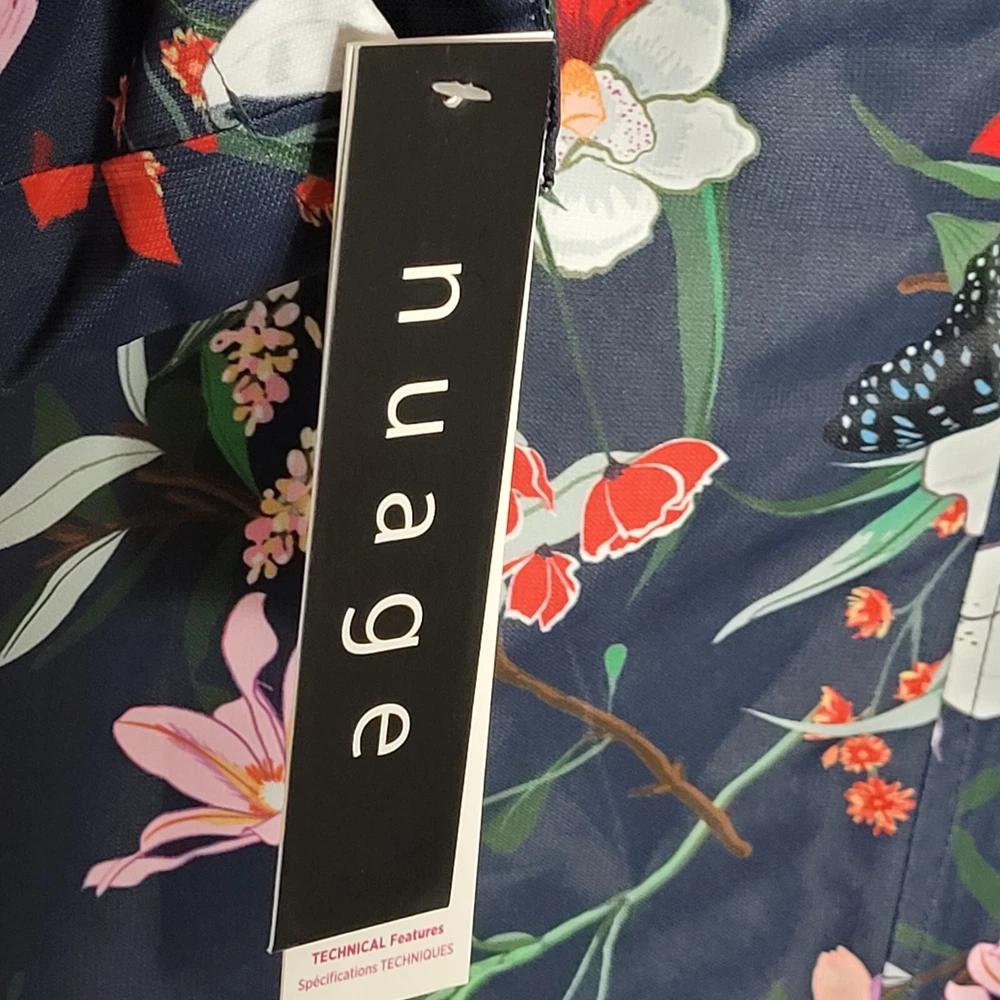 nuage
TECHNICAL Features
Spécifications TECHNIQUES